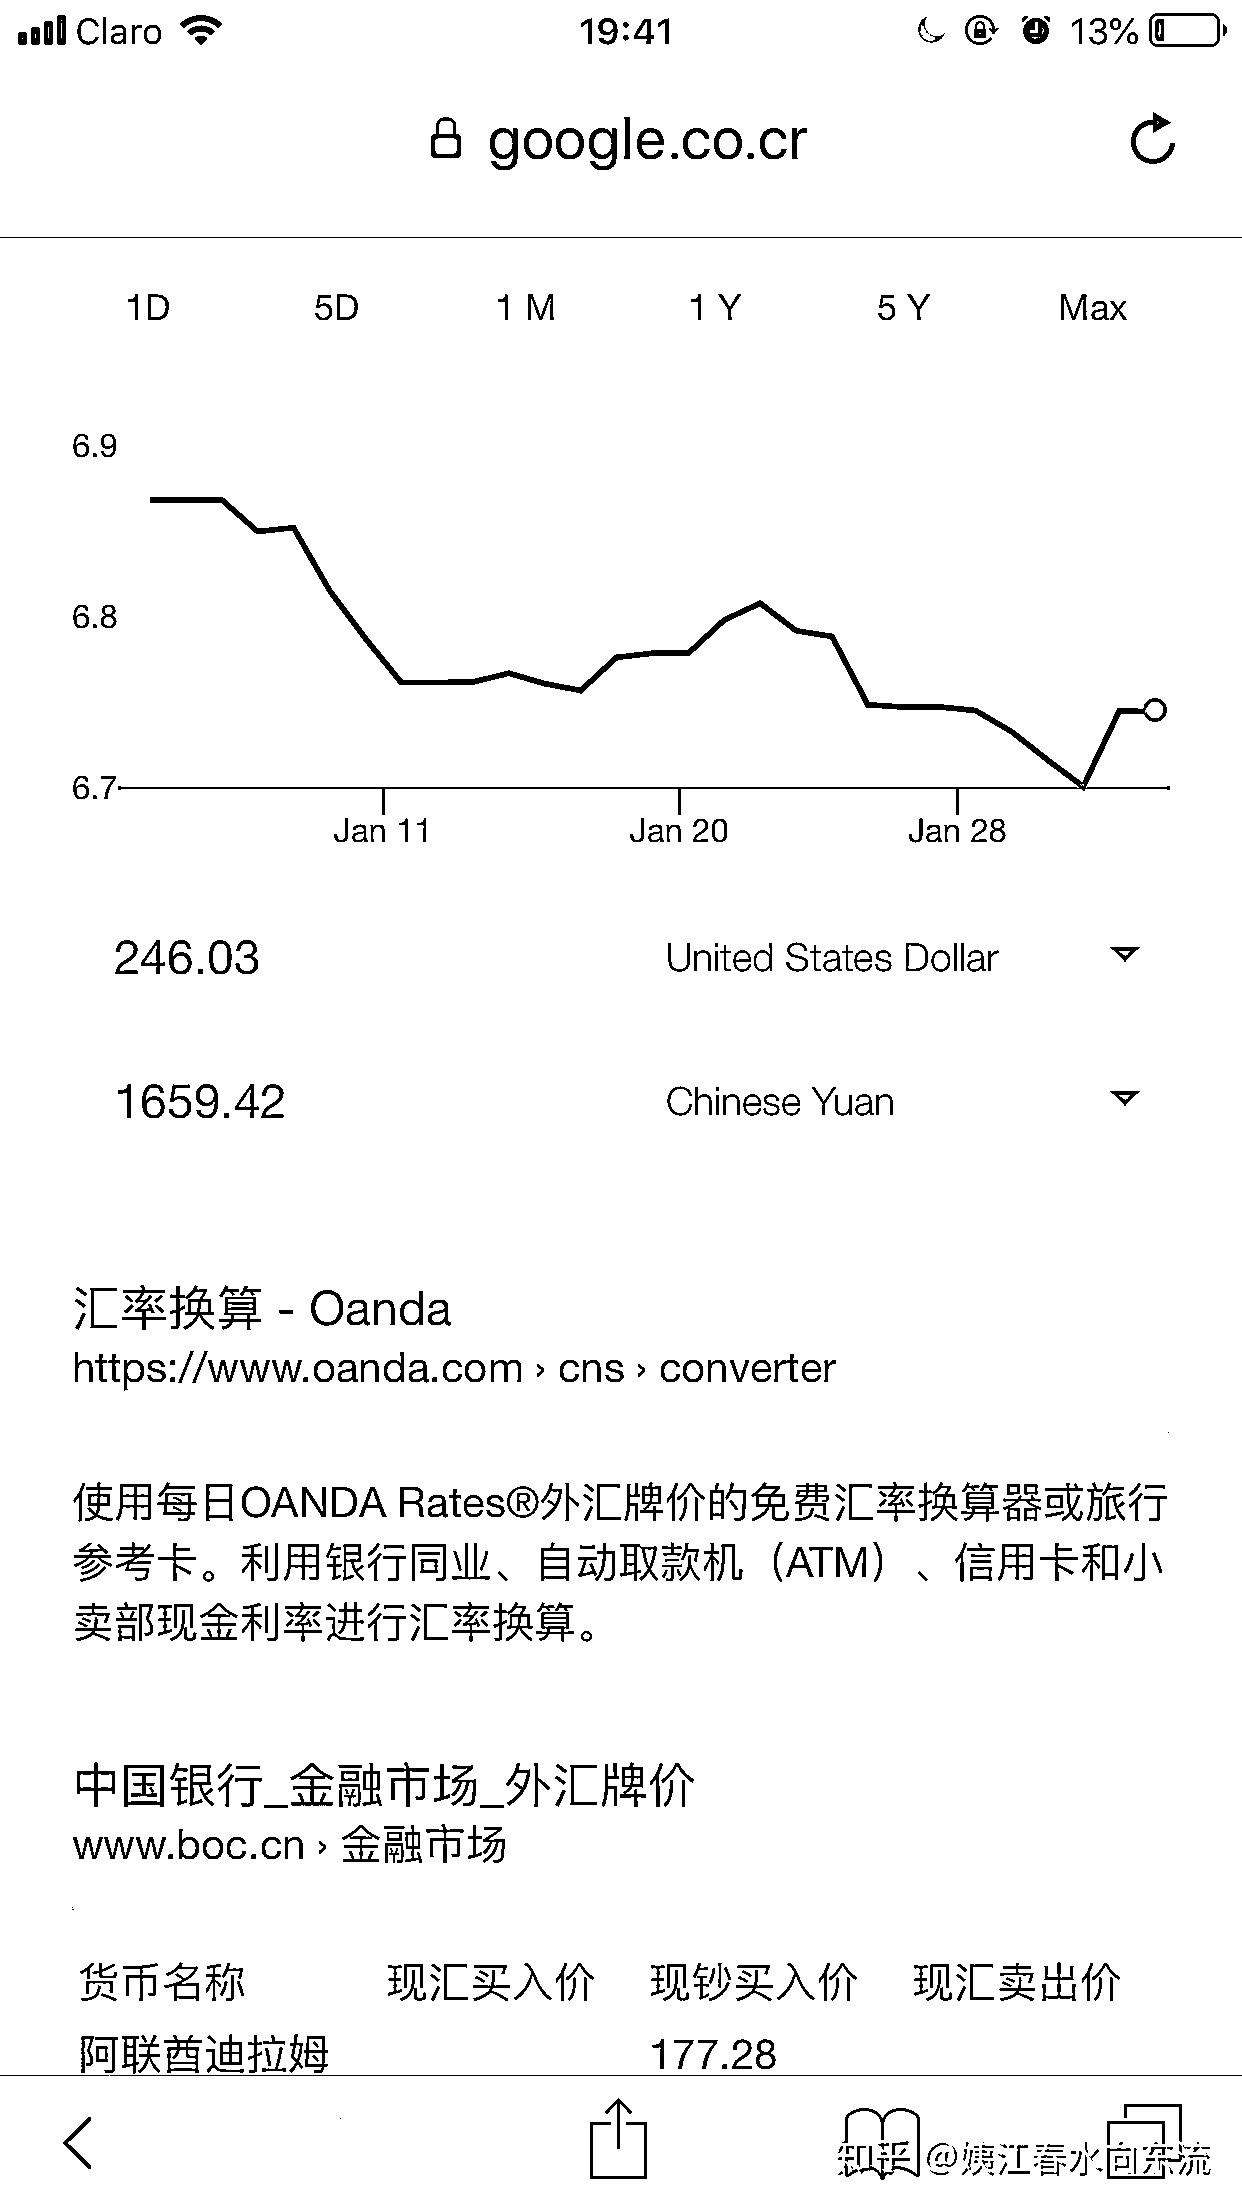 Claro 19:41 13%
google.co.cr
1D 5D 1 M 1 Y 5 Y Max
6.9
6.8
6.7
Jan 11 Jan 20 Jan 28
246.03 United States Dollar
1659.42 Chinese Yuan
汇率换算 - Oanda
https://www.oanda.com › cns › converter
使用每日OANDA Rates®外汇牌价的免费汇率换算器或旅行
参考卡。利用银行同业、自动取款机（ATM）、信用卡和小
卖部现金利率进行汇率换算。
中国银行_金融市场_外汇牌价
www.boc.cn › 金融市场
货币名称 现汇买入价 现钞买入价 现汇卖出价
阿联酋迪拉姆 177.28
知乎 @姨江春水向东流